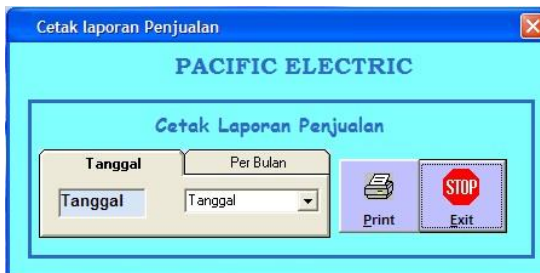 Cetak laporan Penjualan
PACIFIC ELECTRIC
Cetak Laporan Penjualan
Tanggal Per Bulan
Tanggal Tanggal
STOP
Print Exit